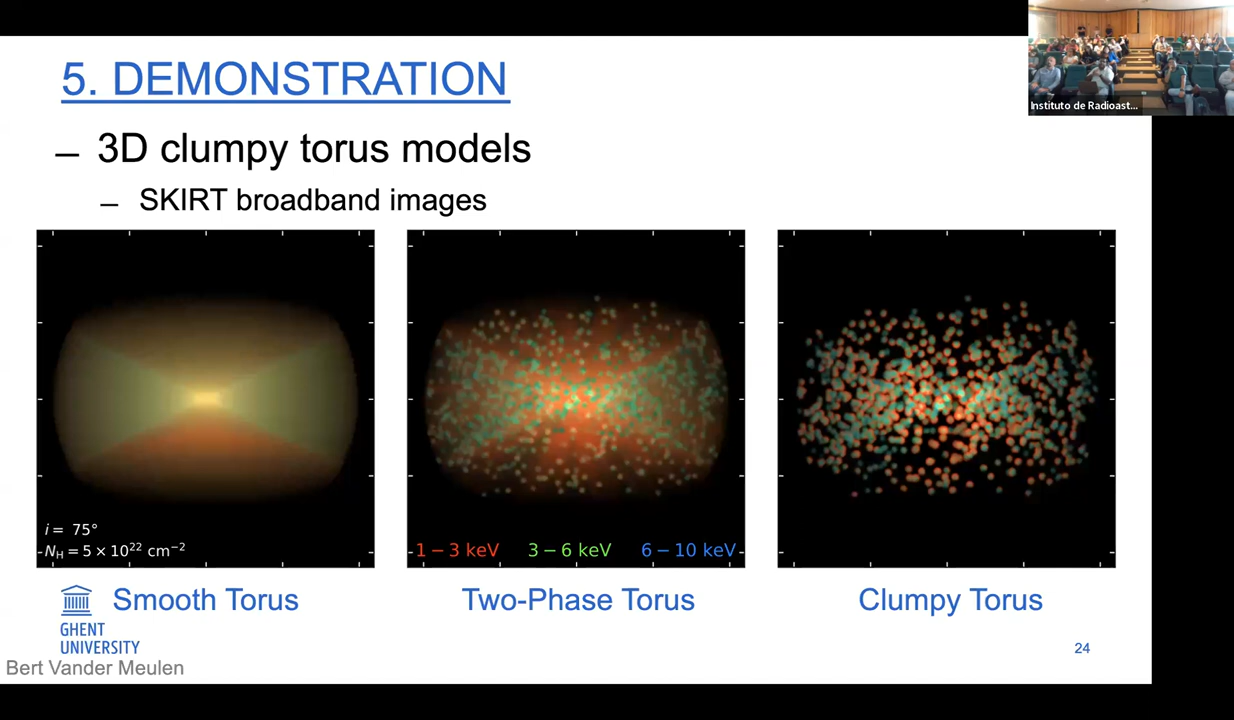 5. DEMONSTRATION
– 3D clumpy torus models
– SKIRT broadband images
i = 75°
N_H = 5 × 10²² cm⁻²
1 − 3 keV 3 − 6 keV 6 − 10 keV
Smooth Torus Two-Phase Torus Clumpy Torus
GHENT
UNIVERSITY
24
Bert Vander Meulen
Instituto de Radioast...